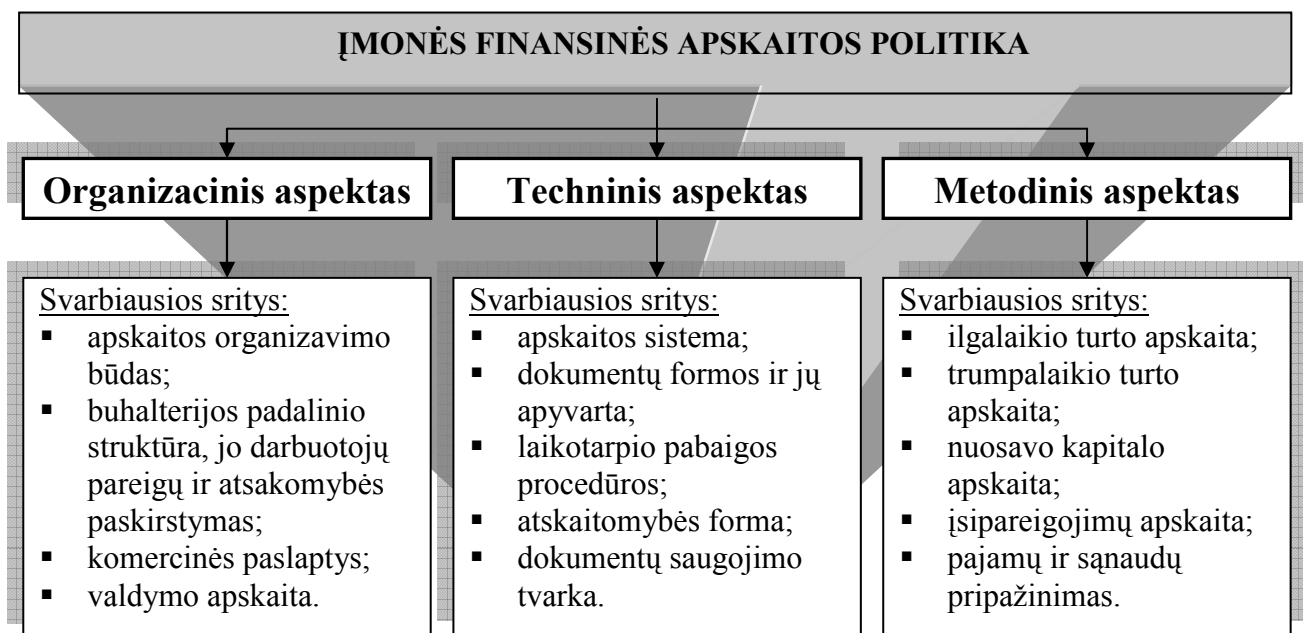 ĮMONĖS FINANSINĖS APSKAITOS POLITIKA
Organizacinis aspektas
Svarbiausios sritys:
▪ apskaitos organizavimo
būdas;
▪ buhalterijos padalinio
struktūra, jo darbuotojų
pareigų ir atsakomybės
paskirstymas;
▪ komercinės paslaptys;
▪ valdymo apskaita.
Techninis aspektas
Svarbiausios sritys:
▪ apskaitos sistema;
▪ dokumentų formos ir jų
apyvarta;
▪ laikotarpio pabaigos
procedūros;
▪ atskaitomybės forma;
▪ dokumentų saugojimo
tvarka.
Metodinis aspektas
Svarbiausios sritys:
▪ ilgalaikio turto apskaita;
▪ trumpalaikio turto
apskaita;
▪ nuosavo kapitalo
apskaita;
▪ įsipareigojimų apskaita;
▪ pajamų ir sąnaudų
pripažinimas.